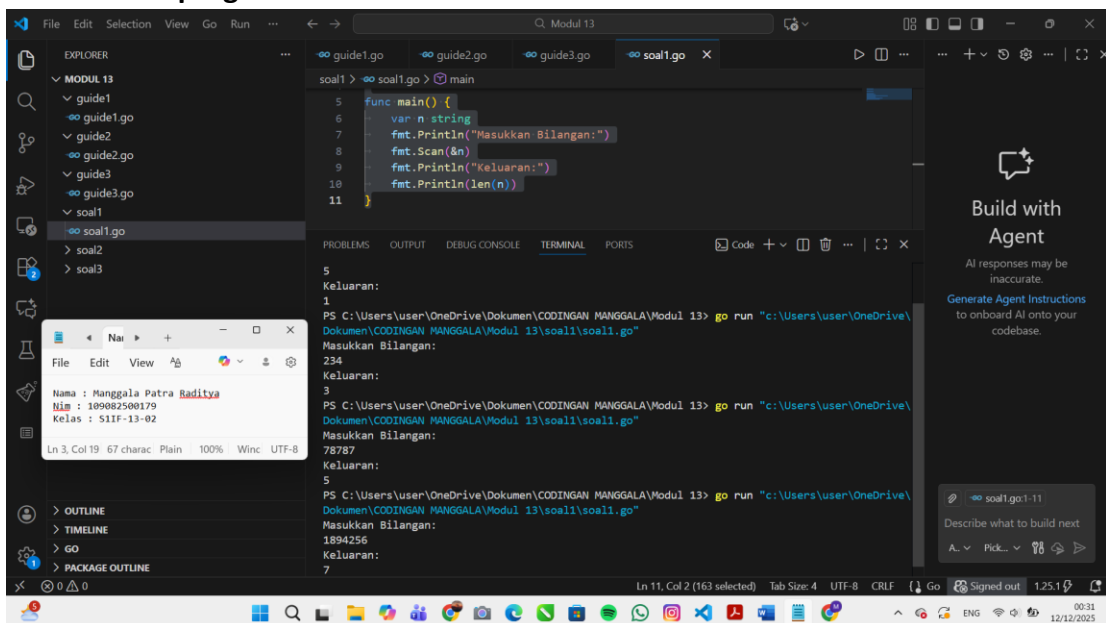 File Edit Selection View Go Run ... Q Modul 13
EXPLORER ...
MODUL 13
guide1
guide1.go
guide2
guide2.go
guide3
guide3.go
soal1
soal1.go
soal2
soal3
OUTLINE
TIMELINE
GO
PACKAGE OUTLINE
guide1.go guide2.go guide3.go soal1.go X
soal1 > soal1.go > main
5 func main() {
6 var n string
7 fmt.Println("Masukkan Bilangan:")
8 fmt.Scan(&n)
9 fmt.Println("Keluaran:")
10 fmt.Println(len(n))
11 }
PROBLEMS OUTPUT DEBUG CONSOLE TERMINAL PORTS Code
5
Keluaran:
1
PS C:\Users\user\OneDrive\Dokumen\CODINGAN MANGGALA\Modul 13> go run "c:\Users\user\OneDrive\
Dokumen\CODINGAN MANGGALA\Modul 13\soal1\soal1.go"
Masukkan Bilangan:
234
Keluaran:
3
PS C:\Users\user\OneDrive\Dokumen\CODINGAN MANGGALA\Modul 13> go run "c:\Users\user\OneDrive\
Dokumen\CODINGAN MANGGALA\Modul 13\soal1\soal1.go"
Masukkan Bilangan:
78787
Keluaran:
5
PS C:\Users\user\OneDrive\Dokumen\CODINGAN MANGGALA\Modul 13> go run "c:\Users\user\OneDrive\
Dokumen\CODINGAN MANGGALA\Modul 13\soal1\soal1.go"
Masukkan Bilangan:
1894256
Keluaran:
7
Build with
Agent
AI responses may be
inaccurate.
Generate Agent Instructions
to onboard AI onto your
codebase.
soal1.go:1-11
Describe what to build next
A.. Pick...
File Edit View
Nama : Manggala Patra Raditya
Nim : 109082500179
Kelas : S1IF-13-02
Ln 3, Col 19 67 charac Plain 100% Winc UTF-8
0 0 0 Ln 11, Col 2 (163 selected) Tab Size: 4 UTF-8 CRLF {} Go Signed out 1.25.1
ENG 00:31
12/12/2025